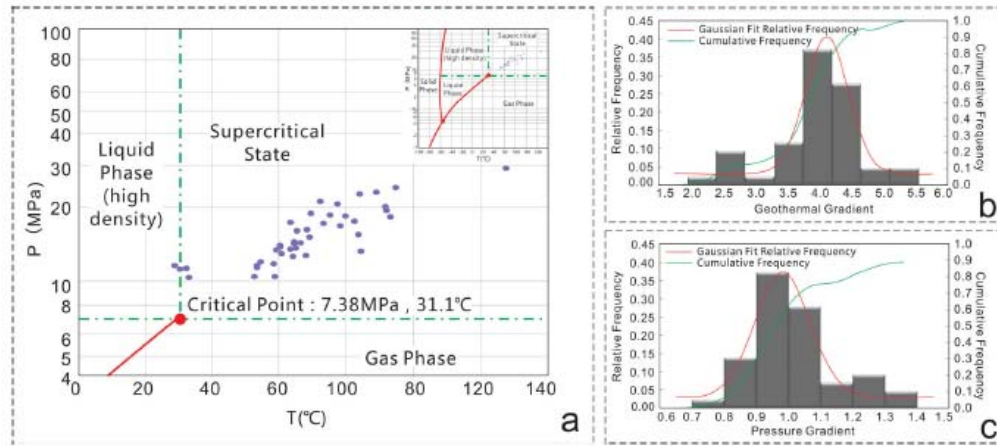 100
80
60
50
40
30
20
10
8
6
5
4
P (MPa)
Liquid
Phase
(high
density)
Supercritical
State
Critical Point : 7.38MPa , 31.1℃
Gas Phase
0
20
40
60
80
100
120
140
T(℃)
a
Solid Phase
Liquid Phase
(high density)
Supercritical
State
Liquid
Phase
Gas Phase
P (MPa)
T(℃)
0.45
0.40
0.35
0.30
0.25
0.20
0.15
0.10
0.05
0.00
Relative Frequency
Gaussian Fit Relative Frequency
Cumulative Frequency
1.0
0.9
0.8
0.7
0.6
0.5
0.4
0.3
0.2
0.1
0.0
Cumulative Frequency
1.5
2.0
2.5
3.0
3.5
4.0
4.5
5.0
5.5
6.0
Geothermal Gradient
b
0.40
0.45
0.35
0.30
0.25
0.20
0.15
0.10
0.05
0.00
Relative Frequency
Gaussian Fit Relative Frequency
Cumulative Frequency
1.0
0.9
0.8
0.7
0.6
0.5
0.4
0.3
0.2
0.1
0.0
Cumulative Frequency
0.6
0.7
0.8
0.9
1.0
1.1
1.2
1.3
1.4
1.5
Pressure Gradient
c